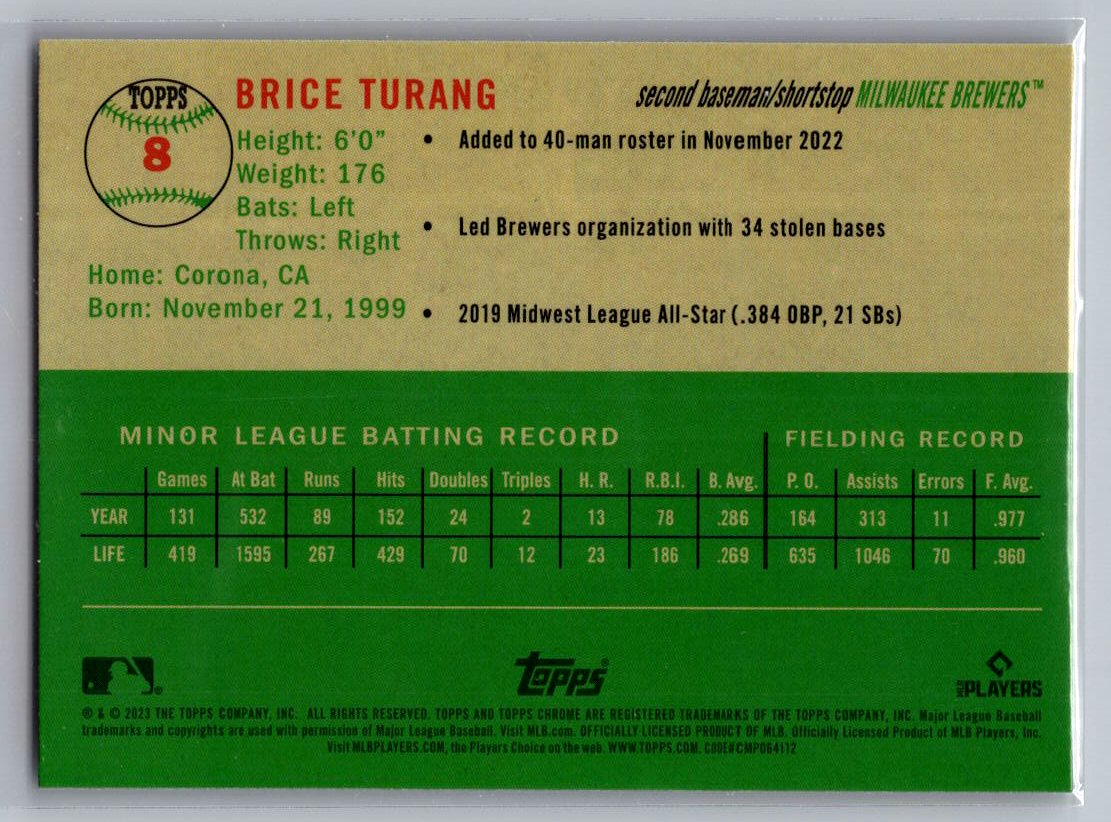 TOPPS
8
BRICE TURANG
second baseman/shortstop MILWAUKEE BREWERS™
Height: 6'0"
Weight: 176
Bats: Left
Throws: Right
Home: Corona, CA
Born: November 21, 1999
• Added to 40-man roster in November 2022
• Led Brewers organization with 34 stolen bases
• 2019 Midwest League All-Star (.384 OBP, 21 SBs)
MINOR LEAGUE BATTING RECORD FIELDING RECORD
Games At Bat Runs Hits Doubles Triples H. R. R.B.I. B. Avg. P. O. Assists Errors F. Avg.
YEAR 131 532 89 152 24 2 13 78 .286 164 313 11 .977
LIFE 419 1595 267 429 70 12 23 186 .269 635 1046 70 .960
topps®
MLB PLAYERS
® & © 2023 THE TOPPS COMPANY, INC. ALL RIGHTS RESERVED. TOPPS AND TOPPS CHROME ARE REGISTERED TRADEMARKS OF THE TOPPS COMPANY, INC. Major League Baseball
trademarks and copyrights are used with permission of Major League Baseball. Visit MLB.com. OFFICIALLY LICENSED PRODUCT OF MLB. Officially Licensed Product of MLB Players, Inc.
Visit MLBPLAYERS.COM, the Players Choice on the web. WWW.TOPPS.COM. CODE#CMP064112